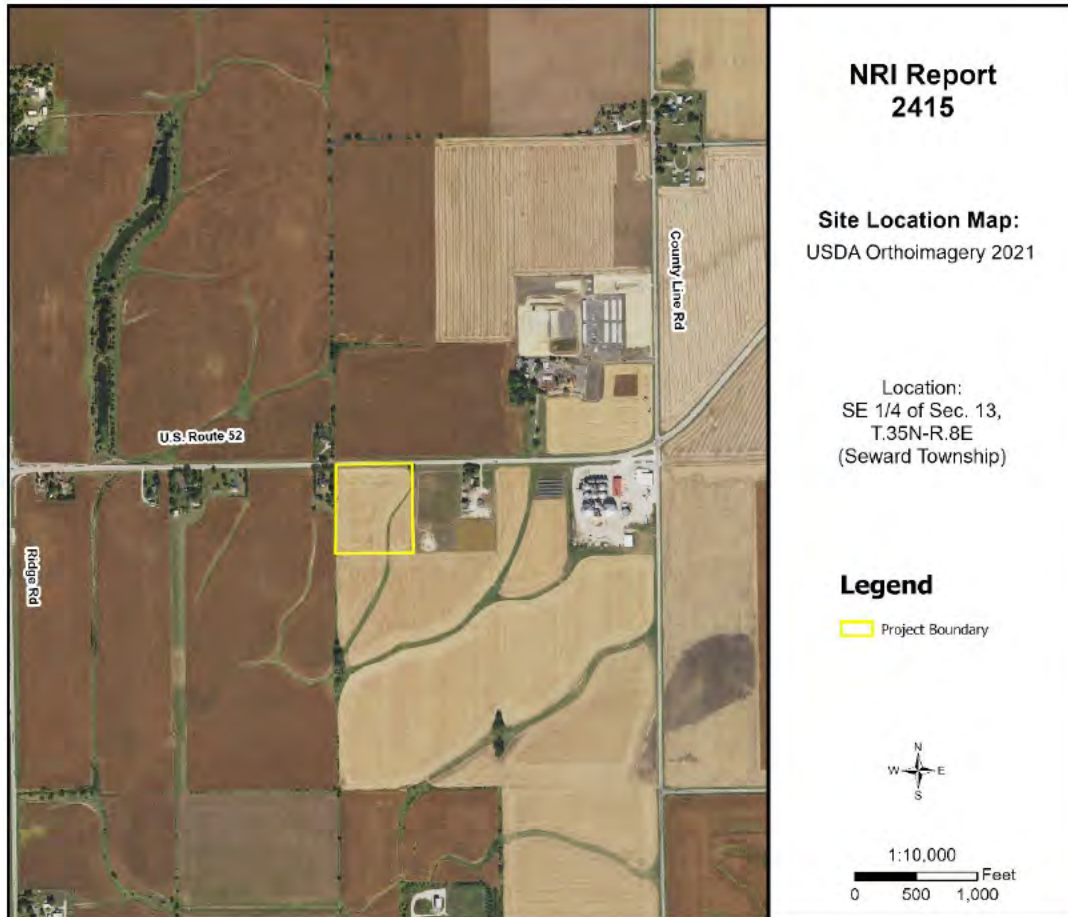 NRI Report
2415
Site Location Map:
USDA Orthoimagery 2021
Location:
SE 1/4 of Sec. 13,
T.35N-R.8E
(Seward Township)
County Line Rd
U.S. Route 52
Ridge Rd
Legend
Project Boundary
N
W E
S
1:10,000
Feet
0 500 1,000